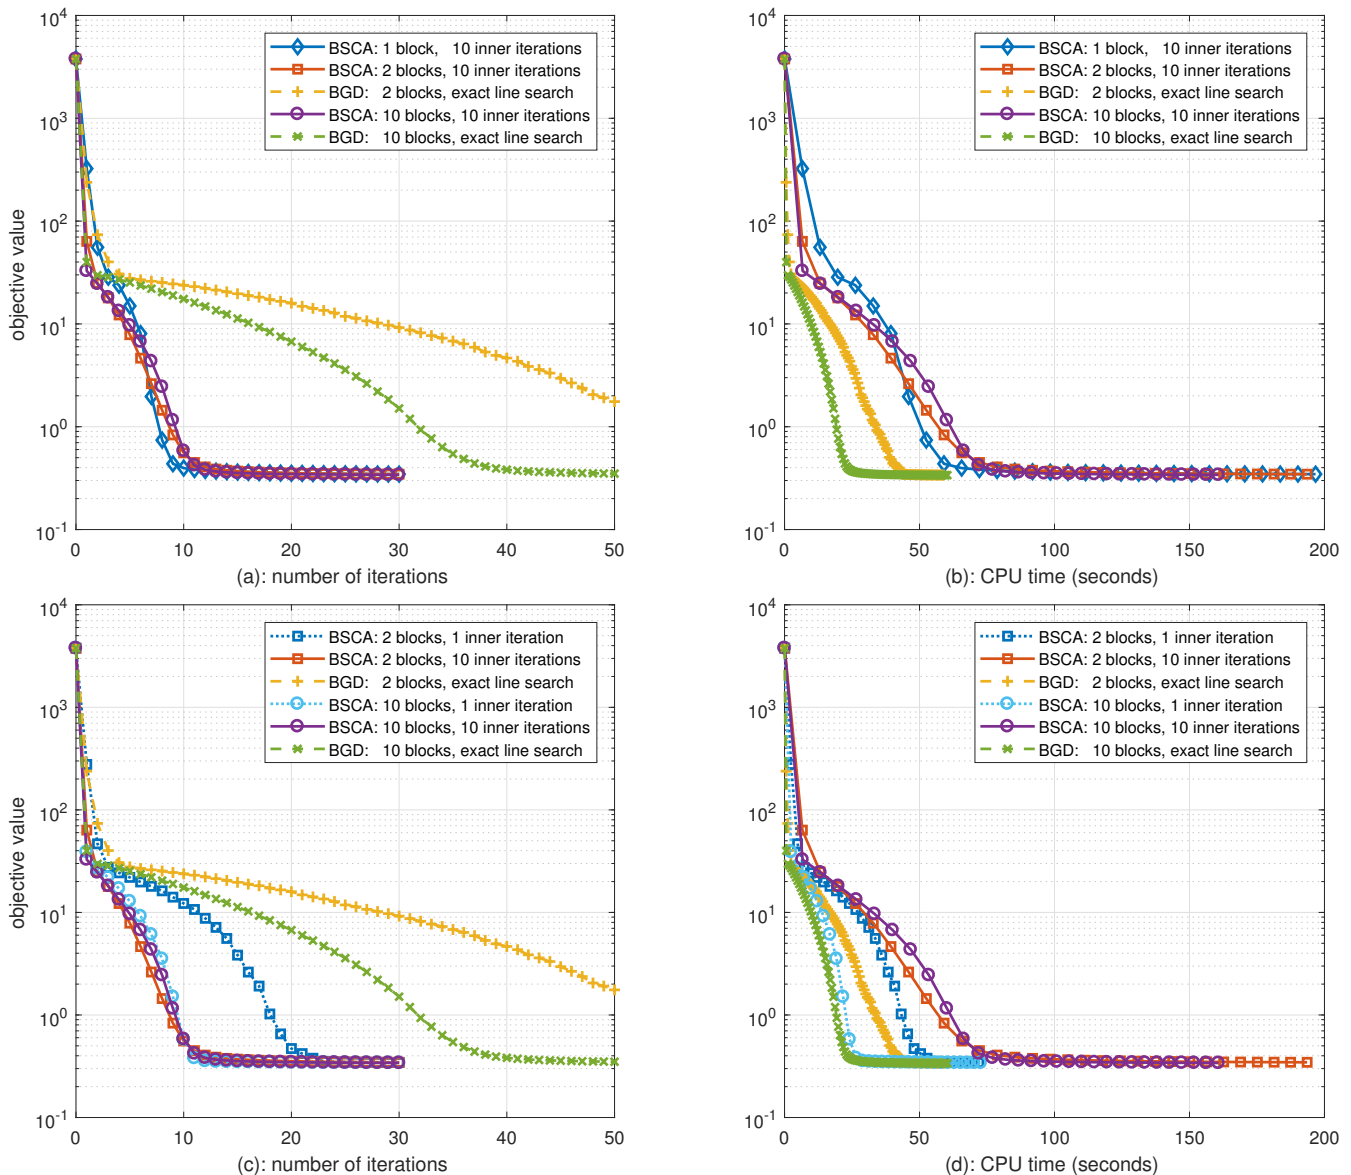 10^4
10^3
10^2
10^1
10^0
10^-1
objective value
BSCA: 1 block, 10 inner iterations
BSCA: 2 blocks, 10 inner iterations
BGD: 2 blocks, exact line search
BSCA: 10 blocks, 10 inner iterations
BGD: 10 blocks, exact line search
0 10 20 30 40 50
(a): number of iterations
10^4
10^3
10^2
10^1
10^0
10^-1
BSCA: 1 block, 10 inner iterations
BSCA: 2 blocks, 10 inner iterations
BGD: 2 blocks, exact line search
BSCA: 10 blocks, 10 inner iterations
BGD: 10 blocks, exact line search
0 50 100 150 200
(b): CPU time (seconds)
10^4
10^3
10^2
10^1
10^0
10^-1
objective value
BSCA: 2 blocks, 1 inner iteration
BSCA: 2 blocks, 10 inner iterations
BGD: 2 blocks, exact line search
BSCA: 10 blocks, 1 inner iteration
BSCA: 10 blocks, 10 inner iterations
BGD: 10 blocks, exact line search
0 10 20 30 40 50
(c): number of iterations
10^4
10^3
10^2
10^1
10^0
10^-1
BSCA: 2 blocks, 1 inner iteration
BSCA: 2 blocks, 10 inner iterations
BGD: 2 blocks, exact line search
BSCA: 10 blocks, 1 inner iteration
BSCA: 10 blocks, 10 inner iterations
BGD: 10 blocks, exact line search
0 50 100 150 200
(d): CPU time (seconds)